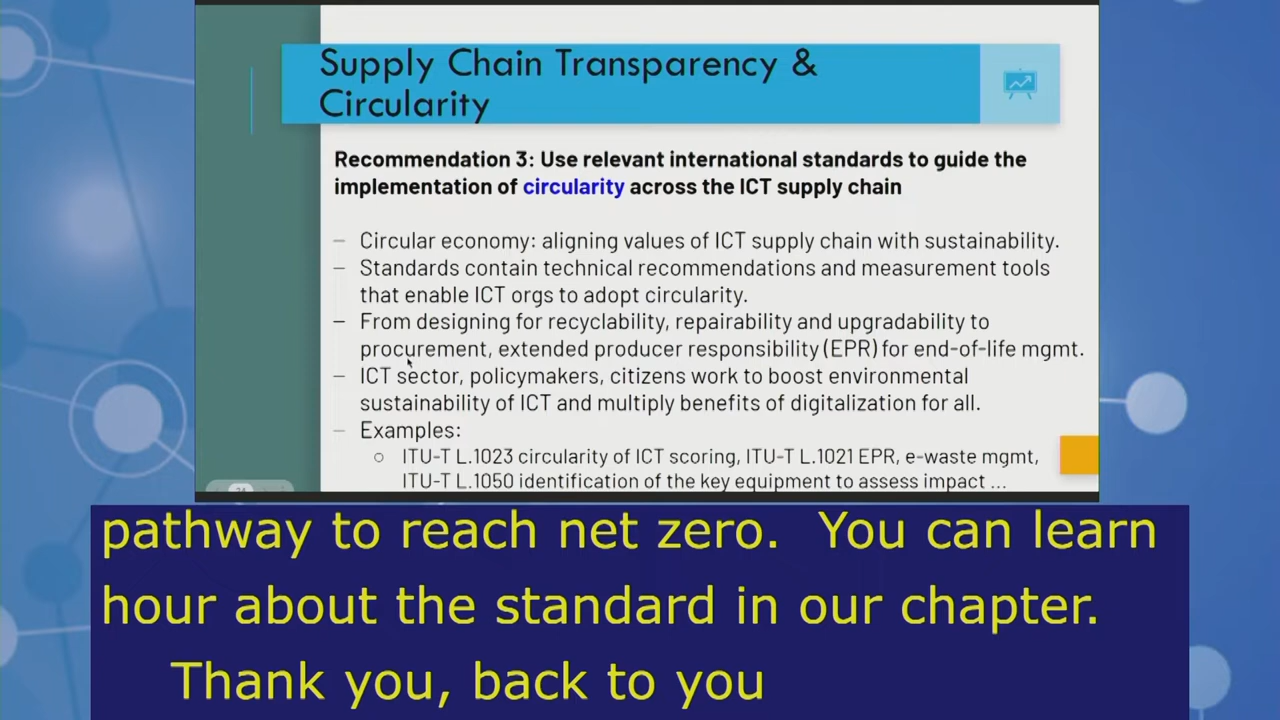 Supply Chain Transparency &
Circularity
Recommendation 3: Use relevant international standards to guide the
implementation of circularity across the ICT supply chain
– Circular economy: aligning values of ICT supply chain with sustainability.
– Standards contain technical recommendations and measurement tools
that enable ICT orgs to adopt circularity.
– From designing for recyclability, repairability and upgradability to
procurement, extended producer responsibility (EPR) for end-of-life mgmt.
– ICT sector, policymakers, citizens work to boost environmental
sustainability of ICT and multiply benefits of digitalization for all.
– Examples:
○ ITU-T L.1023 circularity of ICT scoring, ITU-T L.1021 EPR, e-waste mgmt,
ITU-T L.1050 identification of the key equipment to assess impact ...
pathway to reach net zero. You can learn
hour about the standard in our chapter.
Thank you, back to you